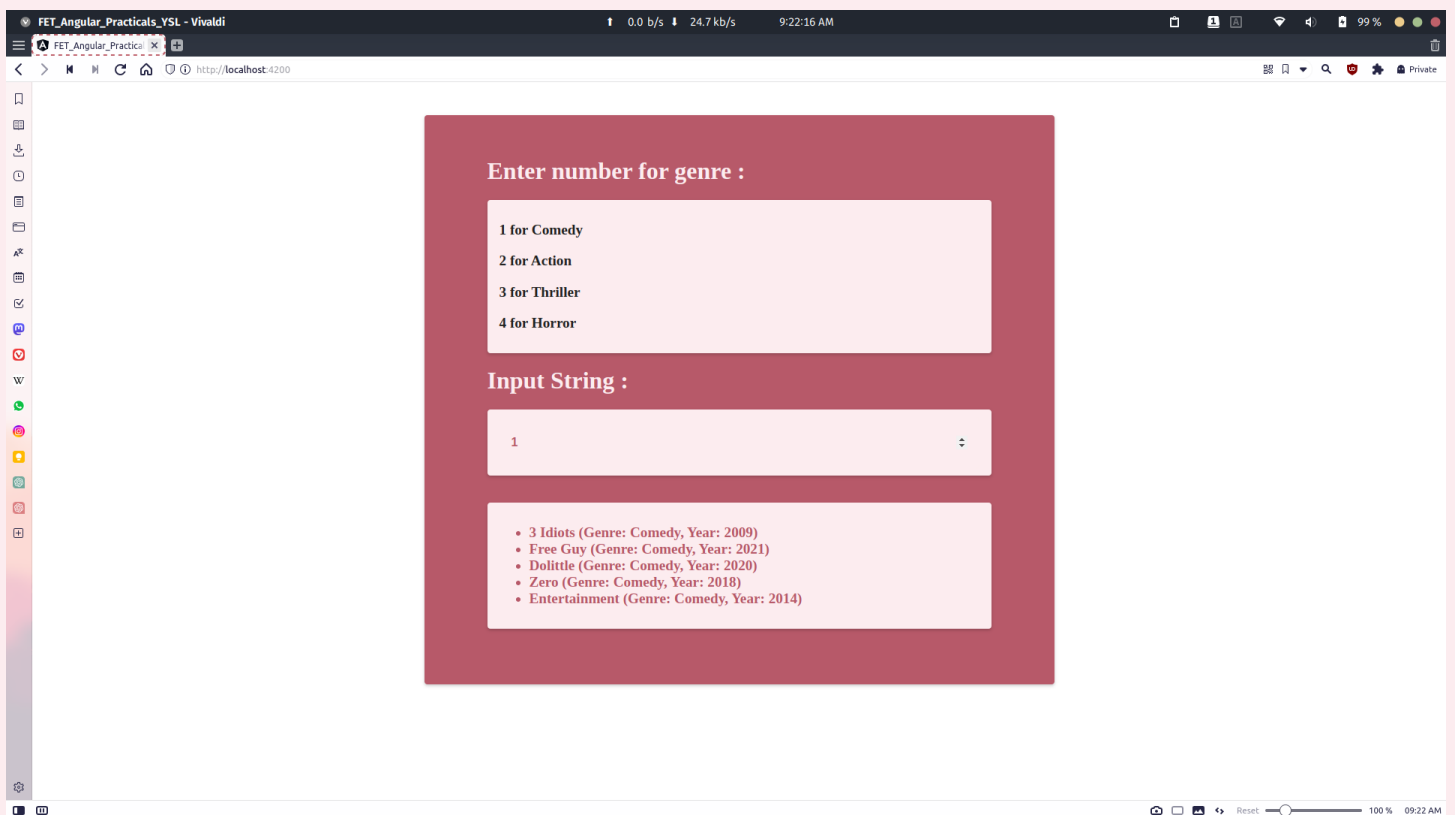 FET_Angular_Practicals_YSL - Vivaldi
0.0 b/s 24.7 kb/s
9:22:16 AM
1
A
99 %
FET_Angular_Practical
http://localhost:4200
Private
Enter number for genre :
1 for Comedy
2 for Action
3 for Thriller
4 for Horror
Input String :
1
3 Idiots (Genre: Comedy, Year: 2009)
Free Guy (Genre: Comedy, Year: 2021)
Dolittle (Genre: Comedy, Year: 2020)
Zero (Genre: Comedy, Year: 2018)
Entertainment (Genre: Comedy, Year: 2014)
W
Reset
100 %
09:22 AM